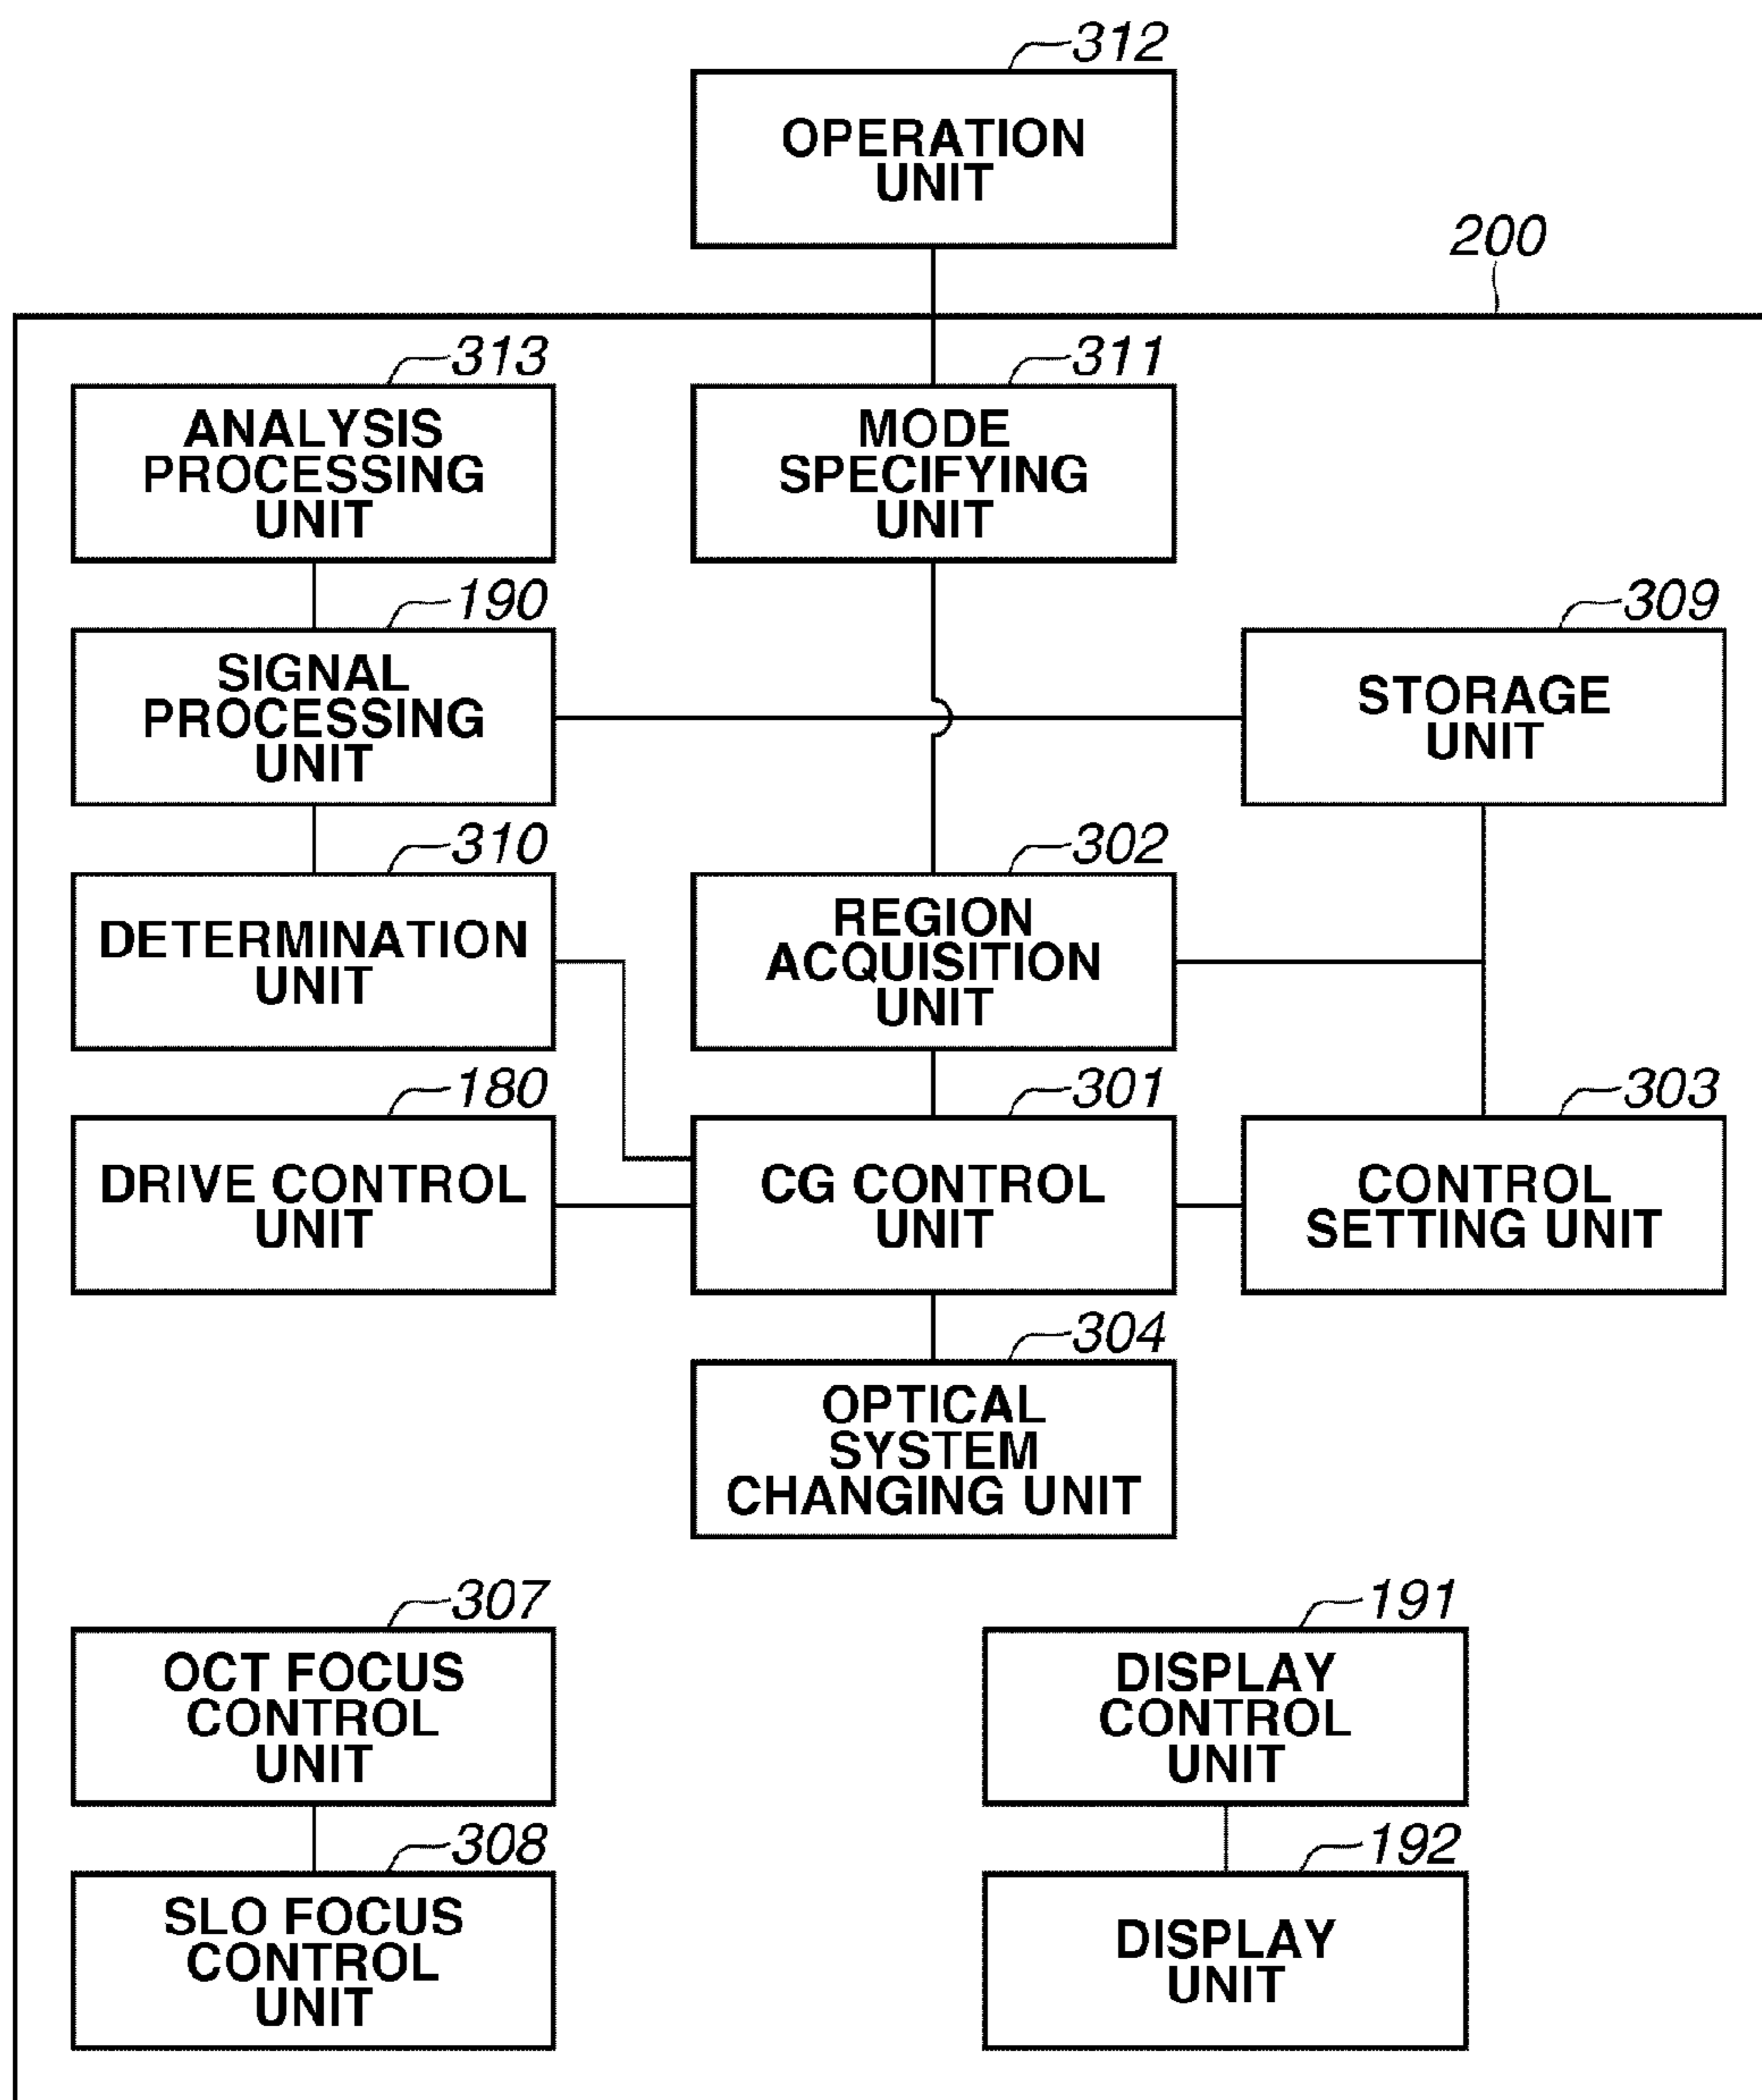 312
OPERATION
UNIT
200
313
ANALYSIS
PROCESSING
UNIT
311
MODE
SPECIFYING
UNIT
190
SIGNAL
PROCESSING
UNIT
309
STORAGE
UNIT
310
DETERMINATION
UNIT
302
REGION
ACQUISITION
UNIT
180
DRIVE CONTROL
UNIT
301
CG CONTROL
UNIT
303
CONTROL
SETTING UNIT
304
OPTICAL
SYSTEM
CHANGING UNIT
307
OCT FOCUS
CONTROL
UNIT
191
DISPLAY
CONTROL
UNIT
308
SLO FOCUS
CONTROL
UNIT
192
DISPLAY
UNIT